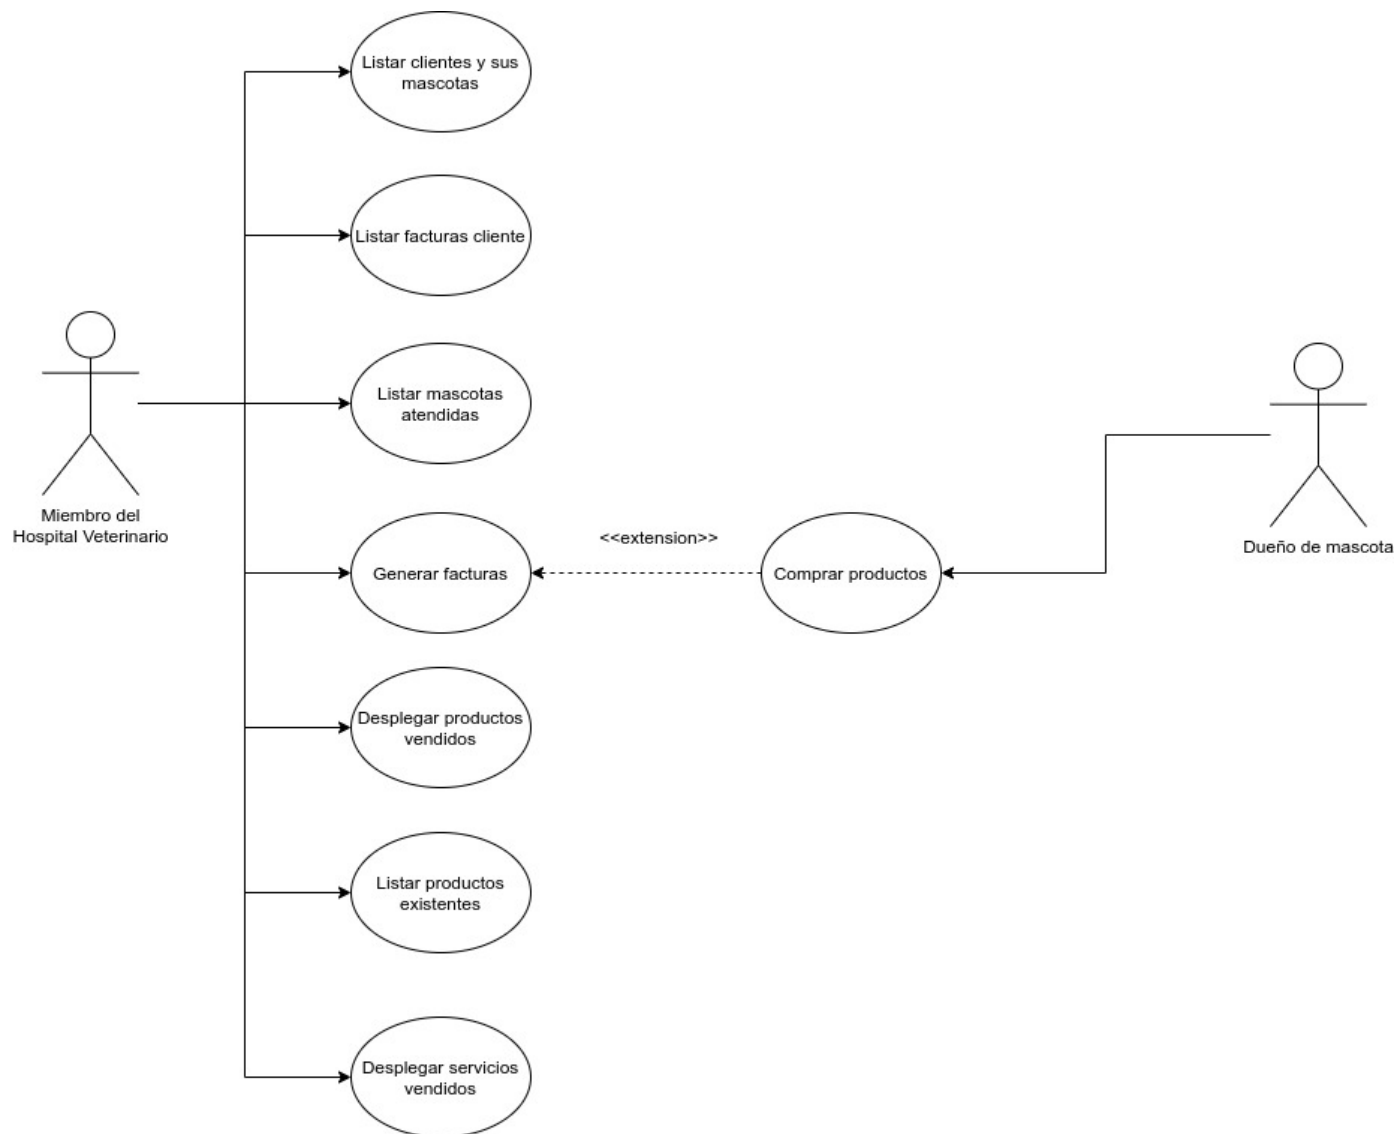 Listar clientes y sus
mascotas
Listar facturas cliente
Listar mascotas
atendidas
Miembro del
Hospital Veterinario
Generar facturas
<<extension>>
Comprar productos
Dueño de mascota
Desplegar productos
vendidos
Listar productos
existentes
Desplegar servicios
vendidos